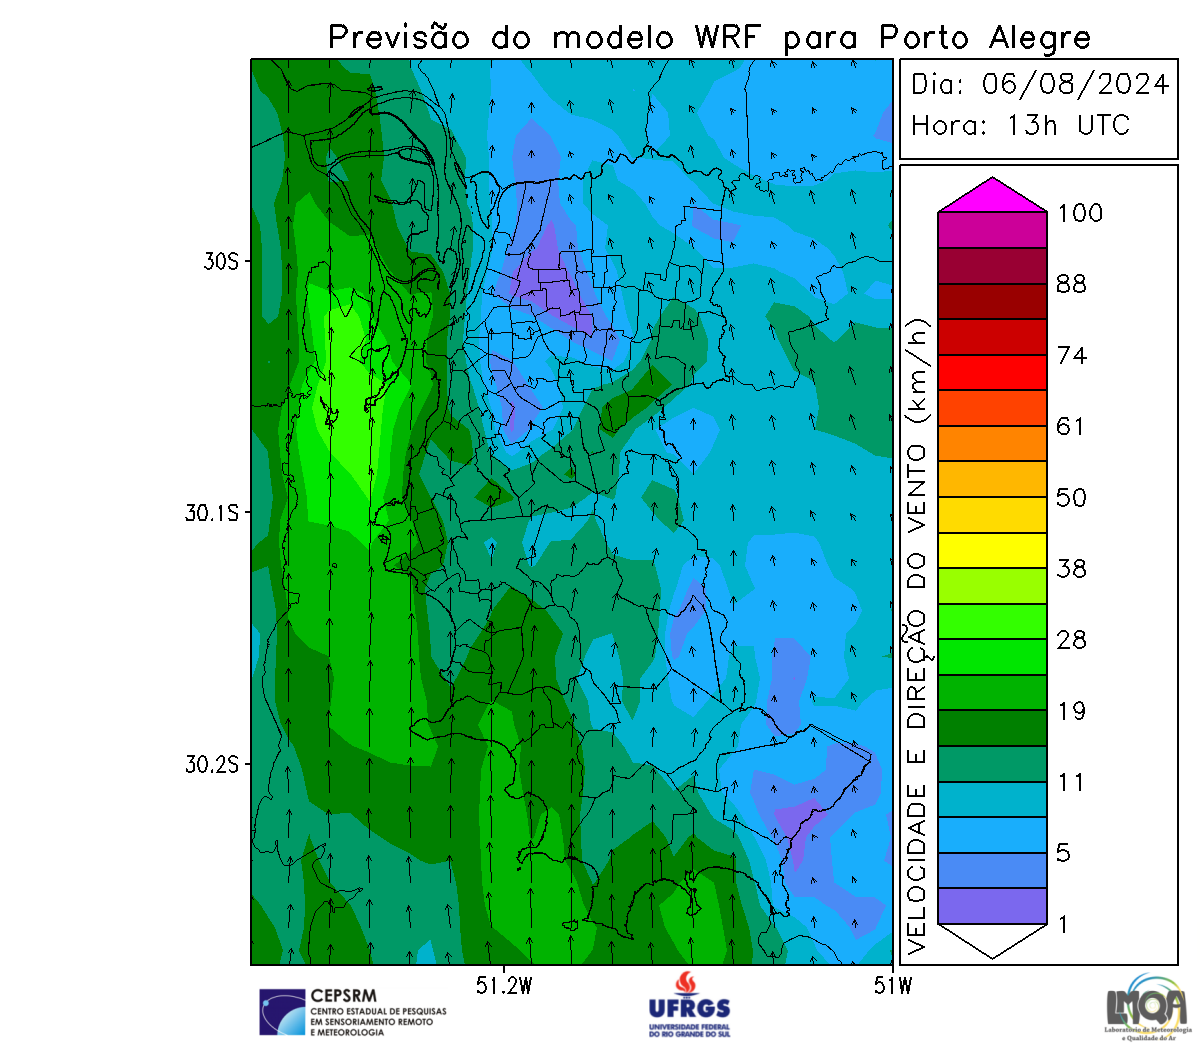 Previsão do modelo WRF para Porto Alegre
Dia: 06/08/2024
Hora: 13h UTC
30S
30.1S
30.2S
51.2W
51W
VELOCIDADE E DIREÇÃO DO VENTO (km/h)
100
88
74
61
50
38
28
19
11
5
1
CEPSRM
CENTRO ESTADUAL DE PESQUISAS
EM SENSORIAMENTO REMOTO
E METEOROLOGIA
UFRGS
UNIVERSIDADE FEDERAL
DO RIO GRANDE DO SUL
LMQA
Laboratório de Meteorologia
e Qualidade do Ar